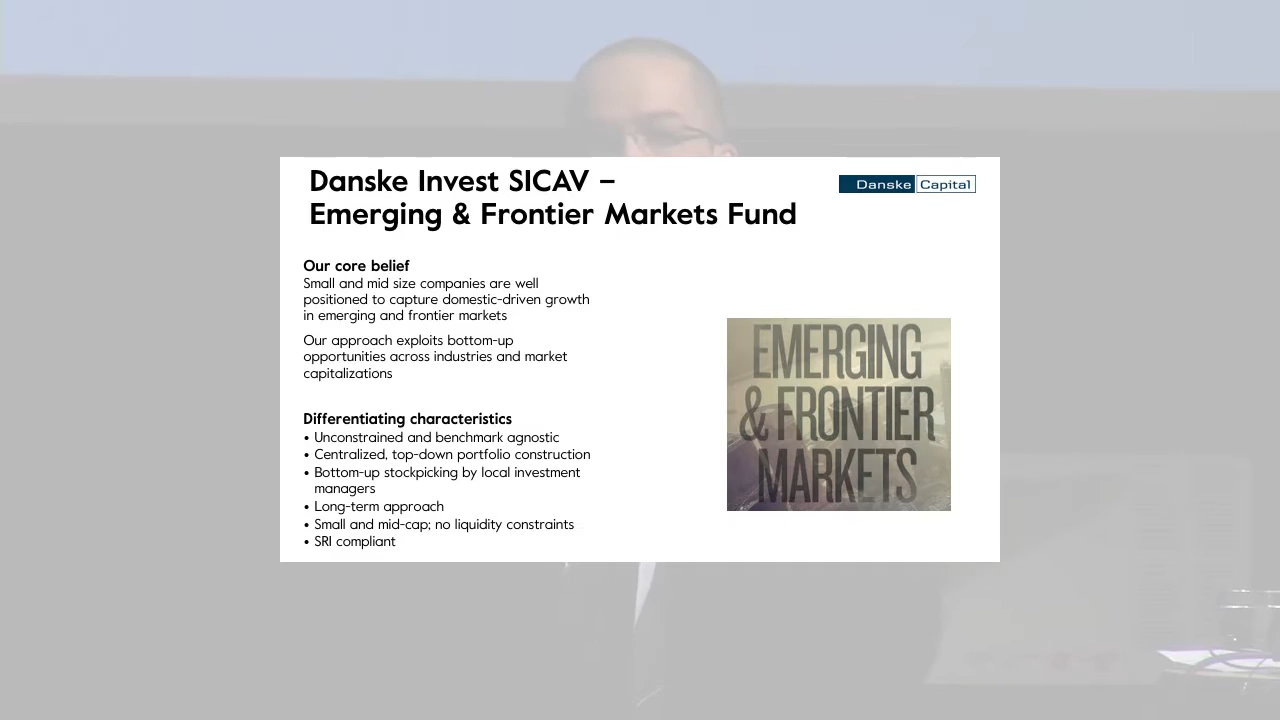 Danske Invest SICAV –
Emerging & Frontier Markets Fund
Danske Capital
Our core belief
Small and mid size companies are well
positioned to capture domestic-driven growth
in emerging and frontier markets
Our approach exploits bottom-up
opportunities across industries and market
capitalizations
Differentiating characteristics
• Unconstrained and benchmark agnostic
• Centralized, top-down portfolio construction
• Bottom-up stockpicking by local investment
managers
• Long-term approach
• Small and mid-cap; no liquidity constraints
• SRI compliant
EMERGING
& FRONTIER
MARKETS